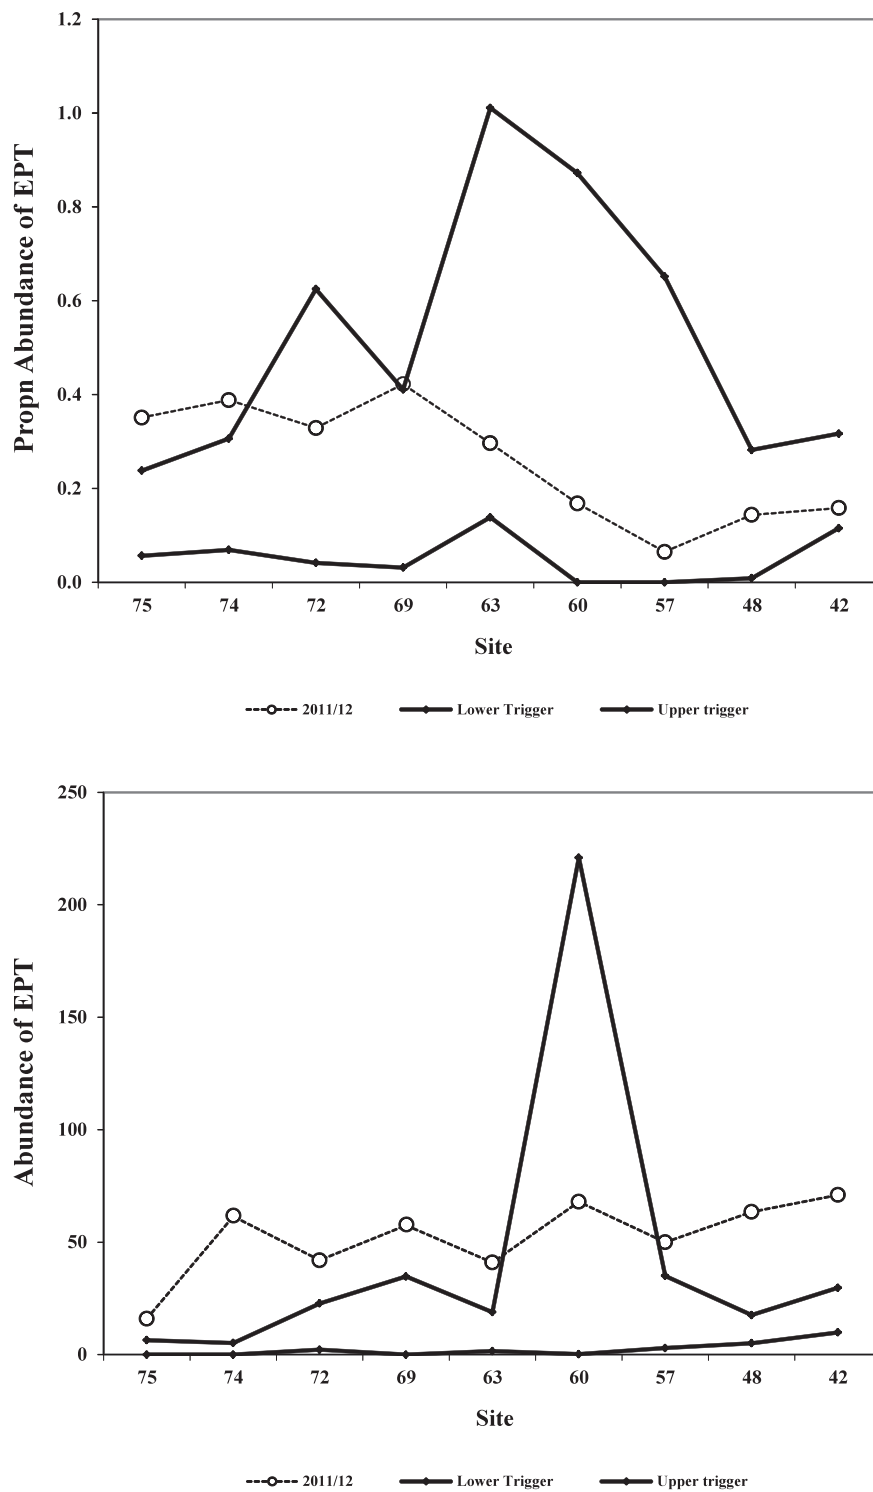 1.2
1.0
0.8
0.6
0.4
0.2
0.0
Propn Abundance of EPT
75 74 72 69 63 60 57 48 42
Site
2011/12 Lower Trigger Upper trigger
250
200
150
100
50
0
Abundance of EPT
75 74 72 69 63 60 57 48 42
Site
2011/12 Lower Trigger Upper trigger